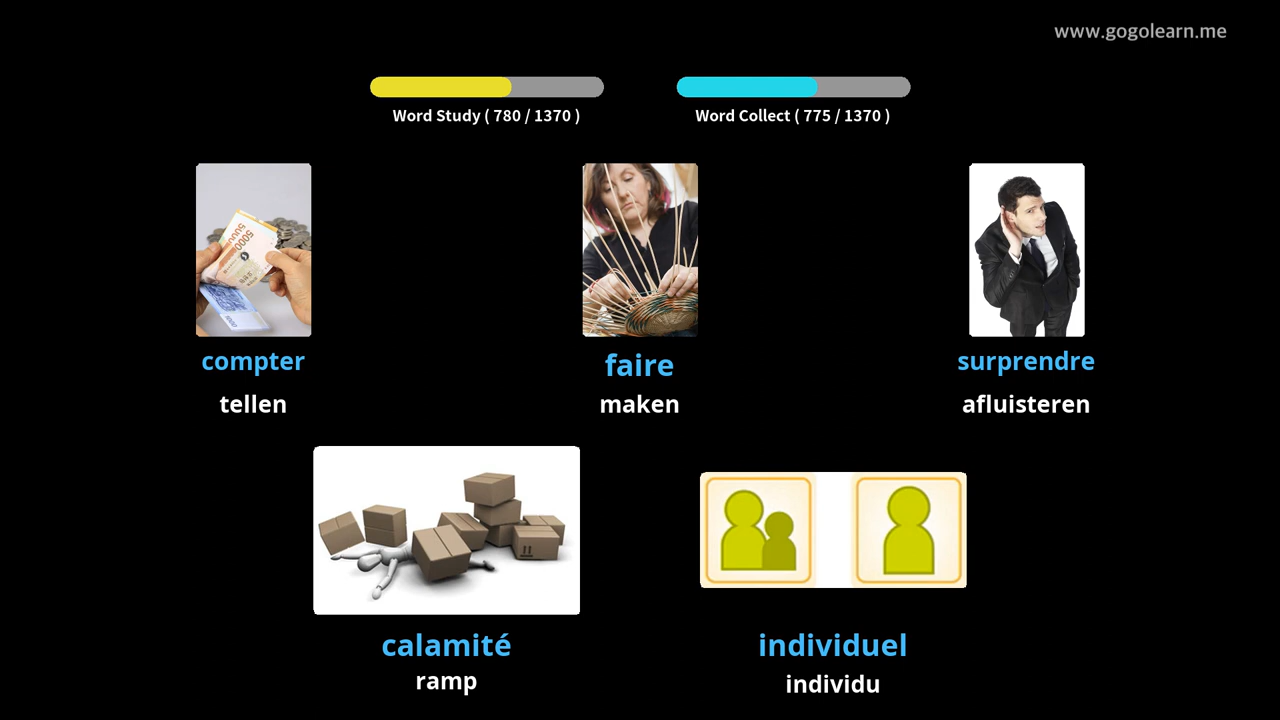 www.gogolearn.me
Word Study ( 780 / 1370 )
Word Collect ( 775 / 1370 )
compter
faire
surprendre
tellen
maken
afluisteren
calamité
individuel
ramp
individu